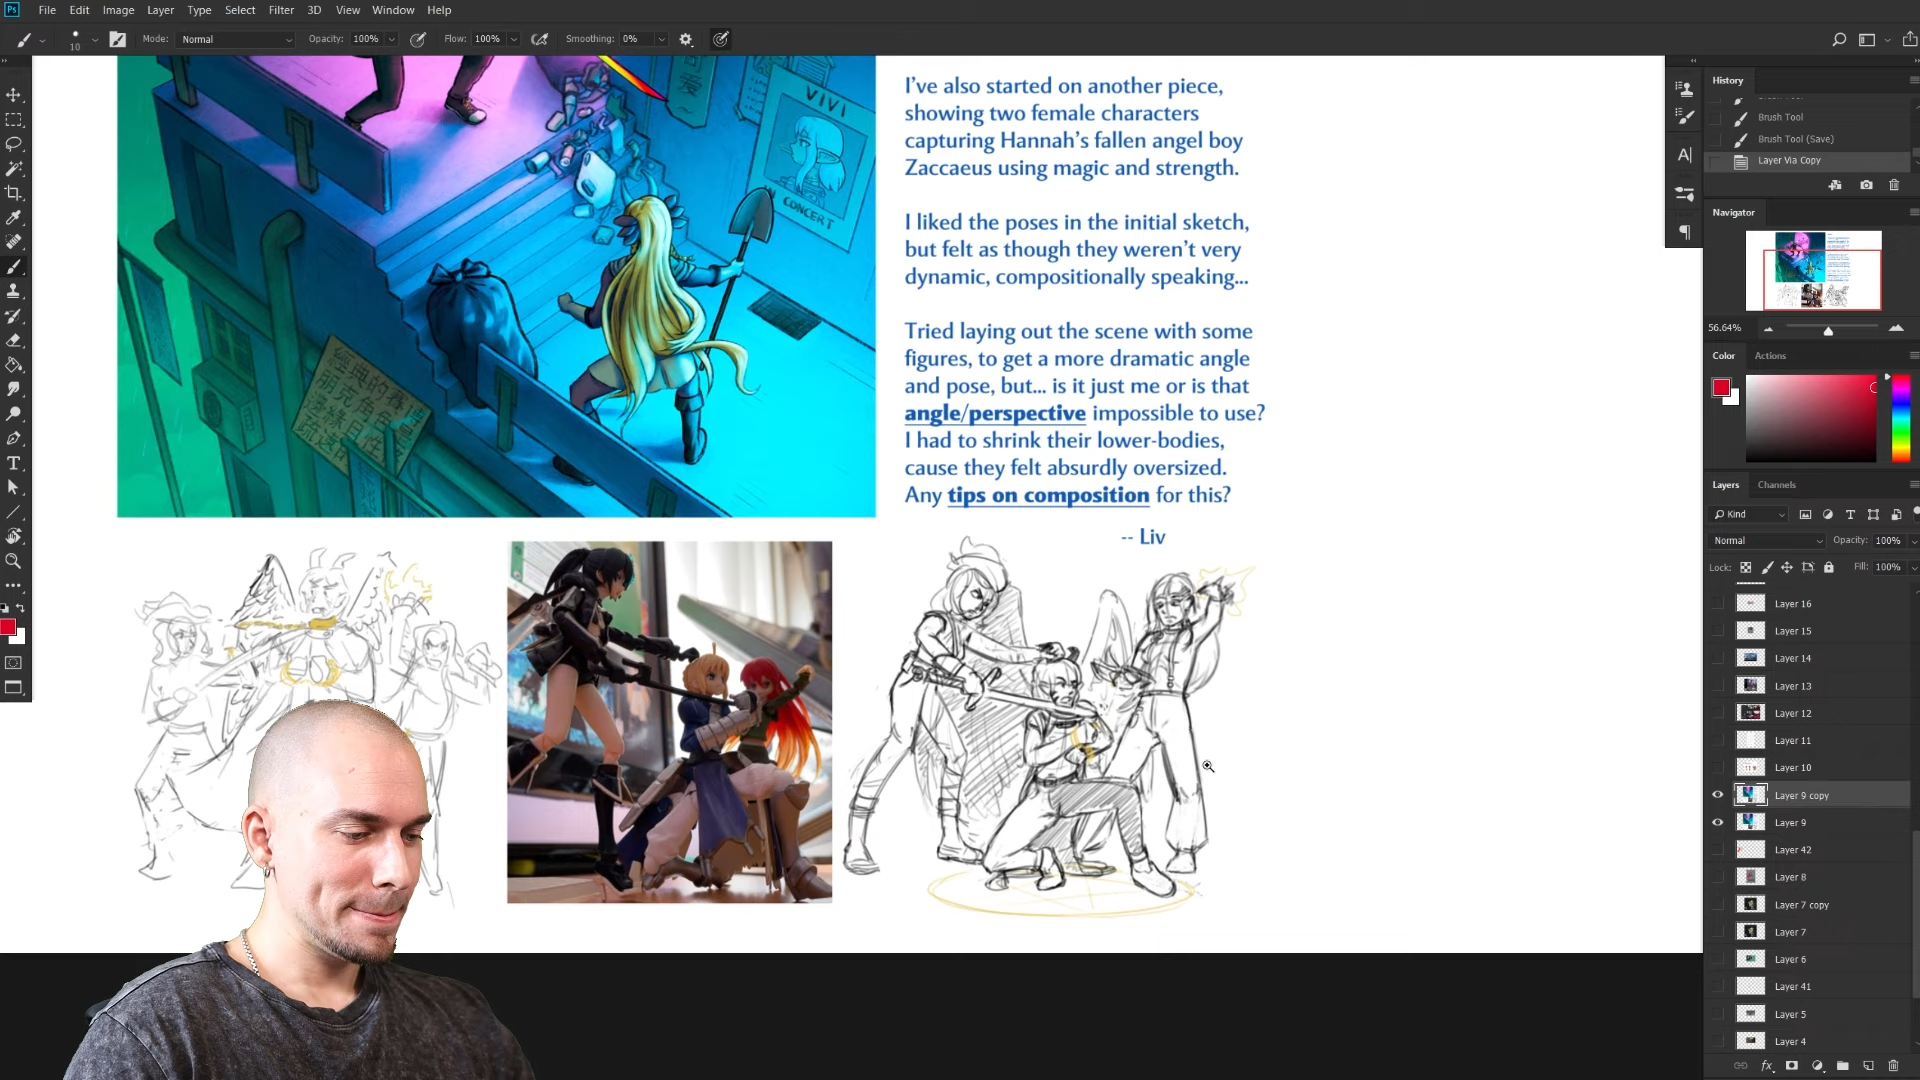 Ps File Edit Image Layer Type Select Filter 3D View Window Help
10 Mode: Normal Opacity: 100% Flow: 100% Smoothing: 0%
History
Brush Tool
Brush Tool (Save)
Layer Via Copy
Navigator
56.64%
Color Actions
Layers Channels
Kind
Normal Opacity: 100%
Lock: Fill: 100%
Layer 16
Layer 15
Layer 14
Layer 13
Layer 12
Layer 11
Layer 10
Layer 9 copy
Layer 9
Layer 42
Layer 8
Layer 7 copy
Layer 7
Layer 6
Layer 41
Layer 5
Layer 4
VIVI
CONCERT
I've also started on another piece,
showing two female characters
capturing Hannah's fallen angel boy
Zaccaeus using magic and strength.
I liked the poses in the initial sketch,
but felt as though they weren't very
dynamic, compositionally speaking...
Tried laying out the scene with some
figures, to get a more dramatic angle
and pose, but... is it just me or is that
angle/perspective impossible to use?
I had to shrink their lower-bodies,
cause they felt absurdly oversized.
Any tips on composition for this?
-- Liv